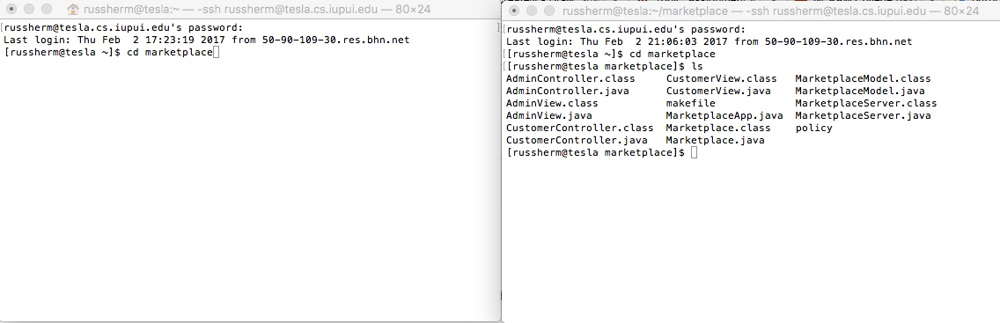 russherm@tesla:~ — -ssh russherm@tesla.cs.iupui.edu — 80×24
[russherm@tesla.cs.iupui.edu's password:
Last login: Thu Feb  2 17:23:19 2017 from 50-90-109-30.res.bhn.net
[russherm@tesla ~]$ cd marketplace
russherm@tesla:~/marketplace — -ssh russherm@tesla.cs.iupui.edu — 80×24
[russherm@tesla.cs.iupui.edu's password:
Last login: Thu Feb  2 21:06:03 2017 from 50-90-109-30.res.bhn.net
[[russherm@tesla ~]$ cd marketplace
[[russherm@tesla marketplace]$ ls
AdminController.class     CustomerView.class   MarketplaceModel.class
AdminController.java      CustomerView.java    MarketplaceModel.java
AdminView.class           makefile             MarketplaceServer.class
AdminView.java            MarketplaceApp.java  MarketplaceServer.java
CustomerController.class  Marketplace.class    policy
CustomerController.java   Marketplace.java
[russherm@tesla marketplace]$